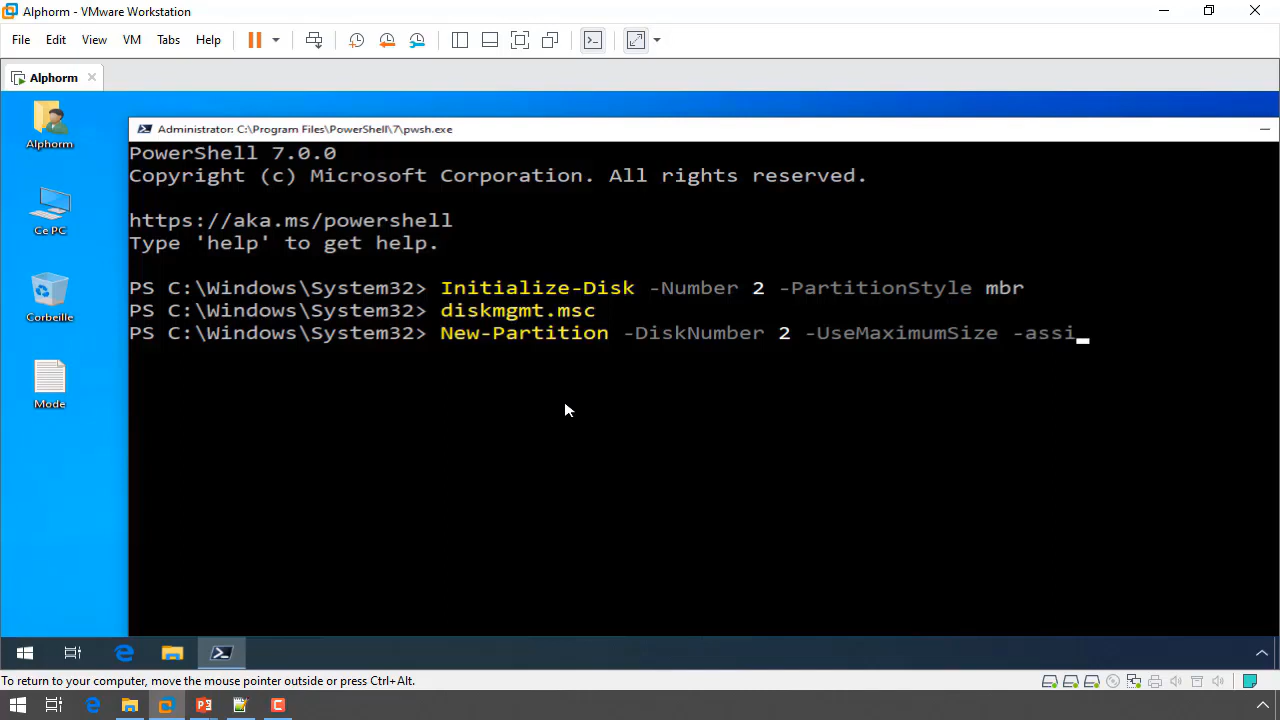 Alphorm - VMware Workstation
File Edit View VM Tabs Help
Alphorm
Alphorm
Ce PC
Corbeille
Mode
Administrator: C:\Program Files\PowerShell\7\pwsh.exe
PowerShell 7.0.0
Copyright (c) Microsoft Corporation. All rights reserved.
https://aka.ms/powershell
Type 'help' to get help.
PS C:\Windows\System32> Initialize-Disk -Number 2 -PartitionStyle mbr
PS C:\Windows\System32> diskmgmt.msc
PS C:\Windows\System32> New-Partition -DiskNumber 2 -UseMaximumSize -assi
To return to your computer, move the mouse pointer outside or press Ctrl+Alt.